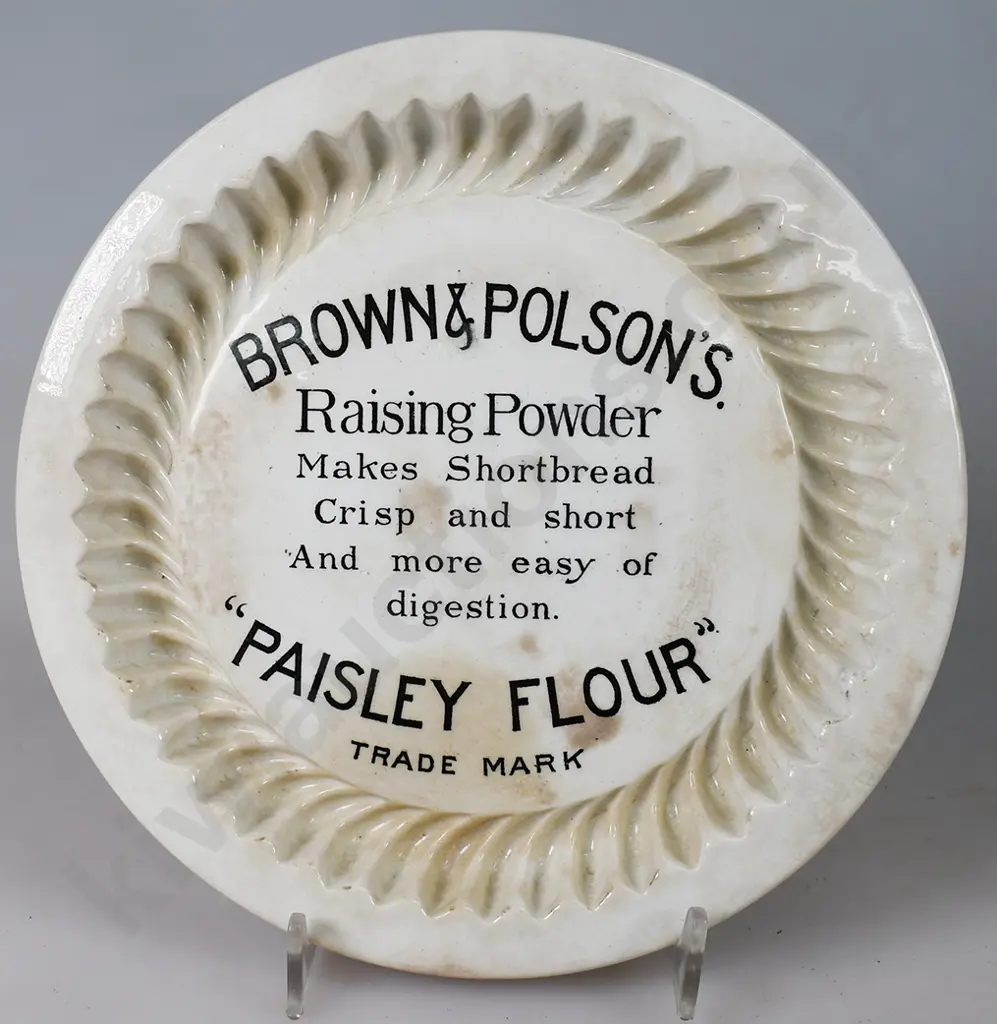 BROWN & POLSON'S.
Raising Powder
Makes Shortbread
Crisp and short
And more easy of
digestion.
"PAISLEY FLOUR"
TRADE MARK